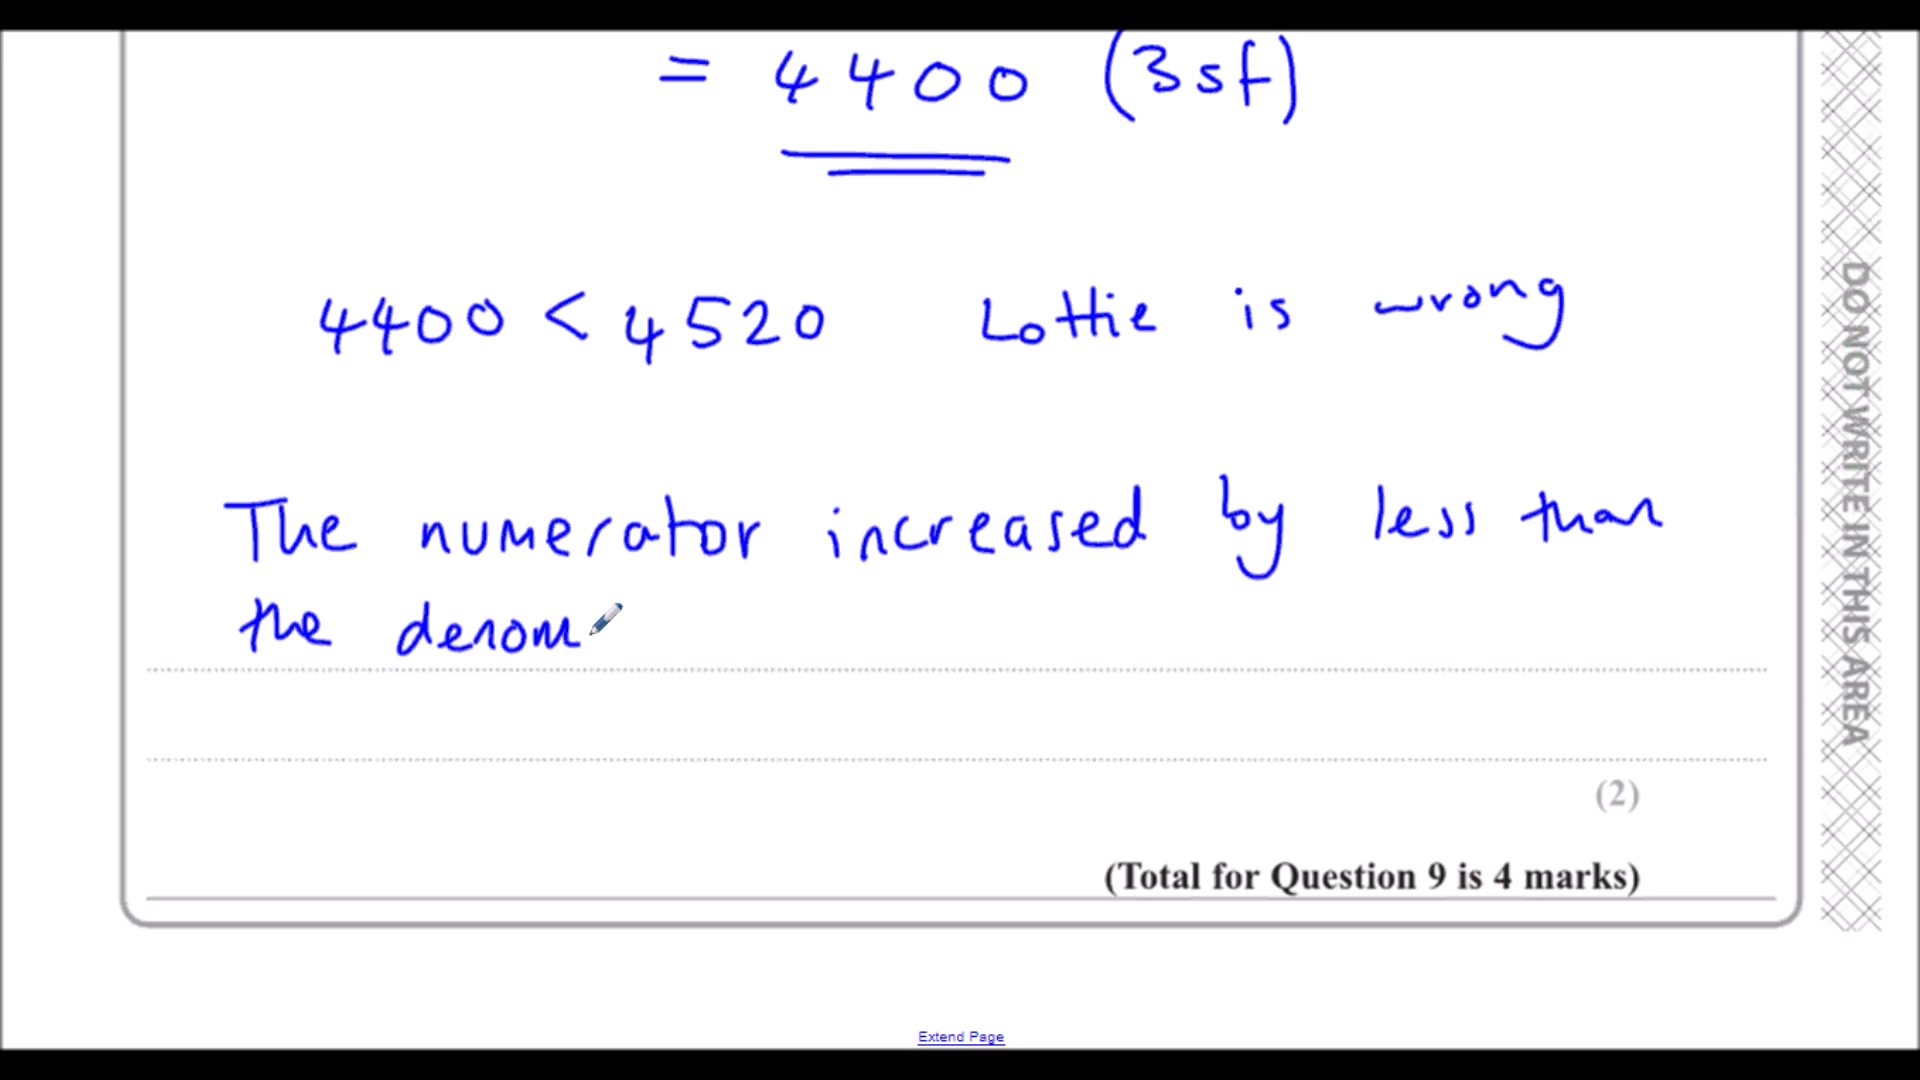 = 4400 (3sf)
4400 < 4520 Lottie is wrong
The numerator increased by less than
the denom
(2)
(Total for Question 9 is 4 marks)
DO NOT WRITE IN THIS AREA
Extend Page